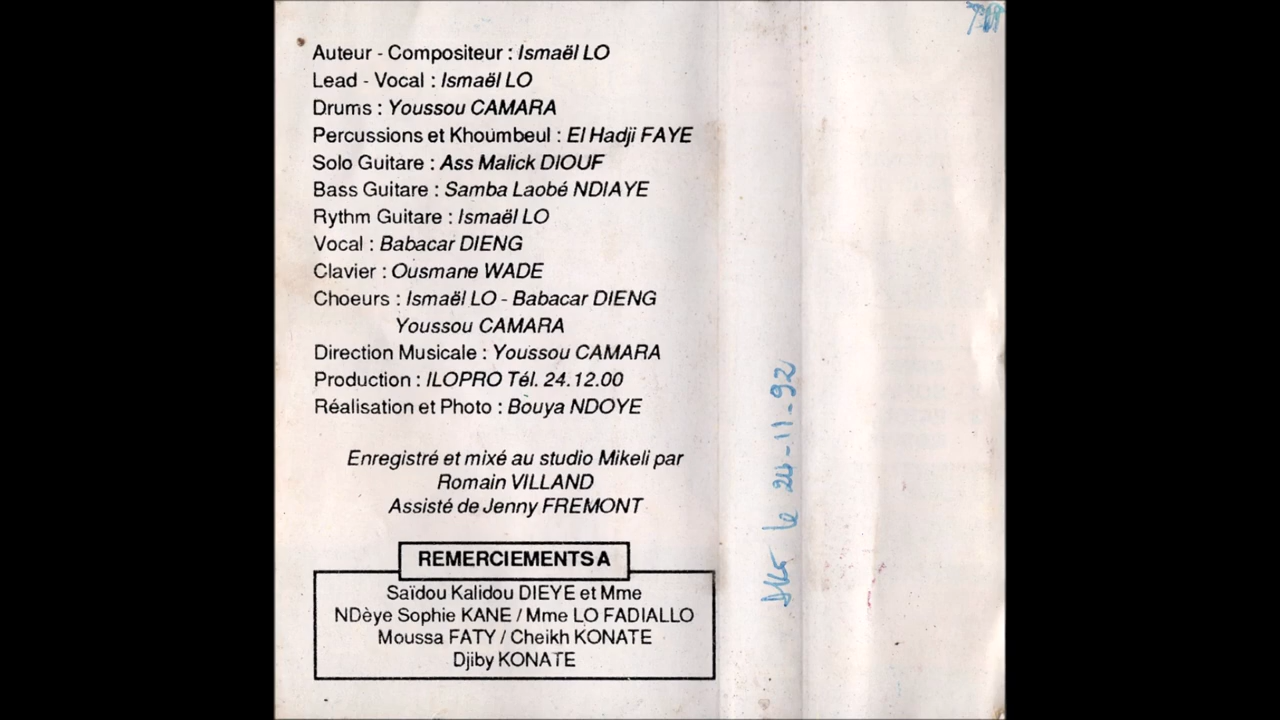 Auteur - Compositeur : Ismaël LO
Lead - Vocal : Ismaël LO
Drums : Youssou CAMARA
Percussions et Khoumbeul : El Hadji FAYE
Solo Guitare : Ass Malick DIOUF
Bass Guitare : Samba Laobé NDIAYE
Rythm Guitare : Ismaël LO
Vocal : Babacar DIENG
Clavier : Ousmane WADE
Choeurs : Ismaël LO - Babacar DIENG
Youssou CAMARA
Direction Musicale : Youssou CAMARA
Production : ILOPRO Tél. 24.12.00
Réalisation et Photo : Bouya NDOYE
Enregistré et mixé au studio Mikeli par
Romain VILLAND
Assisté de Jenny FREMONT
REMERCIEMENTS A
Saïdou Kalidou DIEYE et Mme
NDèye Sophie KANE / Mme LO FADIALLO
Moussa FATY / Cheikh KONATE
Djiby KONATE
le 24-11-92